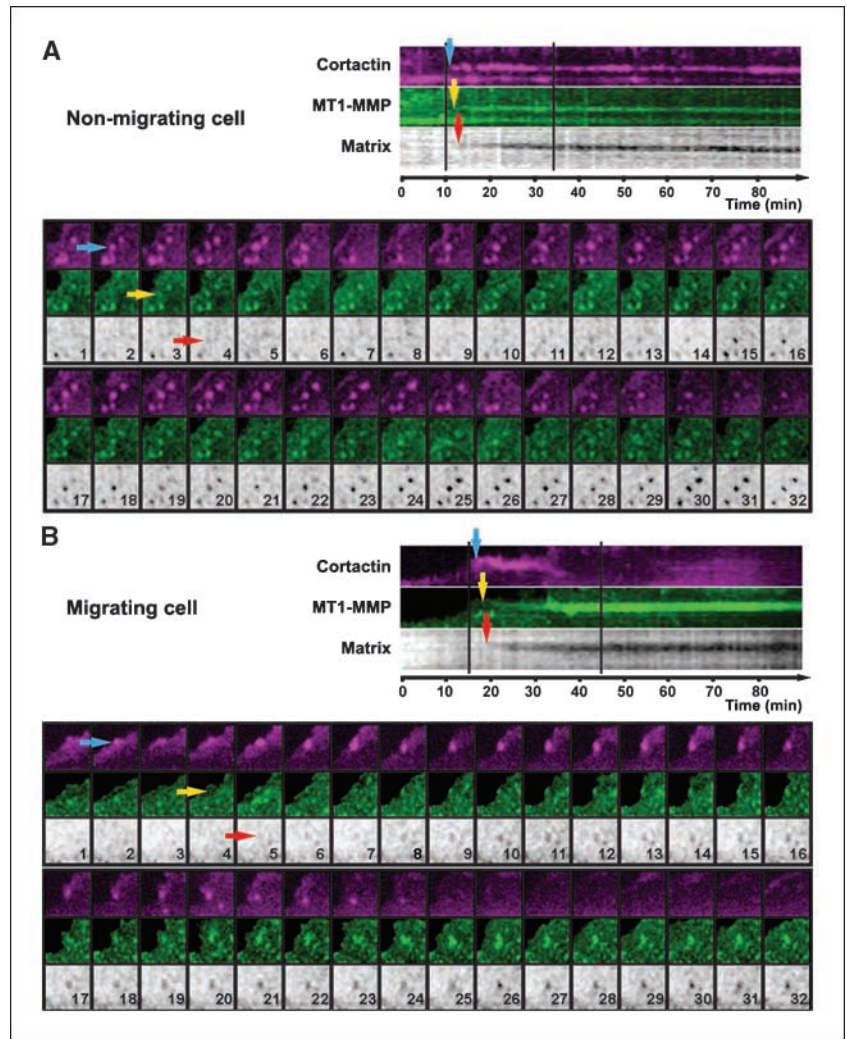 A
Cortactin
Non-migrating cell
MT1-MMP
Matrix
0 10 20 30 40 50 60 70 80
Time (min)
1 2 3 4 5 6 7 8 9 10 11 12 13 14 15 16
17 18 19 20 21 22 23 24 25 26 27 28 29 30 31 32
B
Cortactin
Migrating cell
MT1-MMP
Matrix
0 10 20 30 40 50 60 70 80
Time (min)
1 2 3 4 5 6 7 8 9 10 11 12 13 14 15 16
17 18 19 20 21 22 23 24 25 26 27 28 29 30 31 32